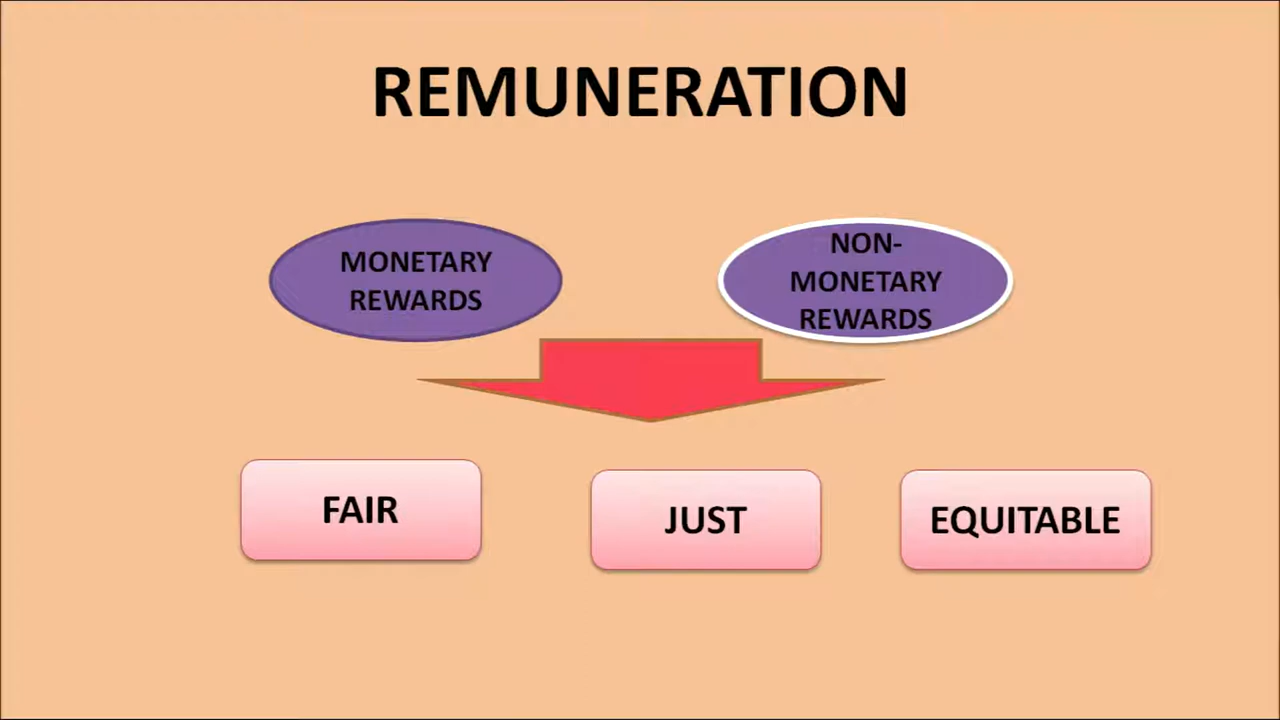 REMUNERATION
MONETARY
REWARDS
NON-
MONETARY
REWARDS
FAIR
JUST
EQUITABLE